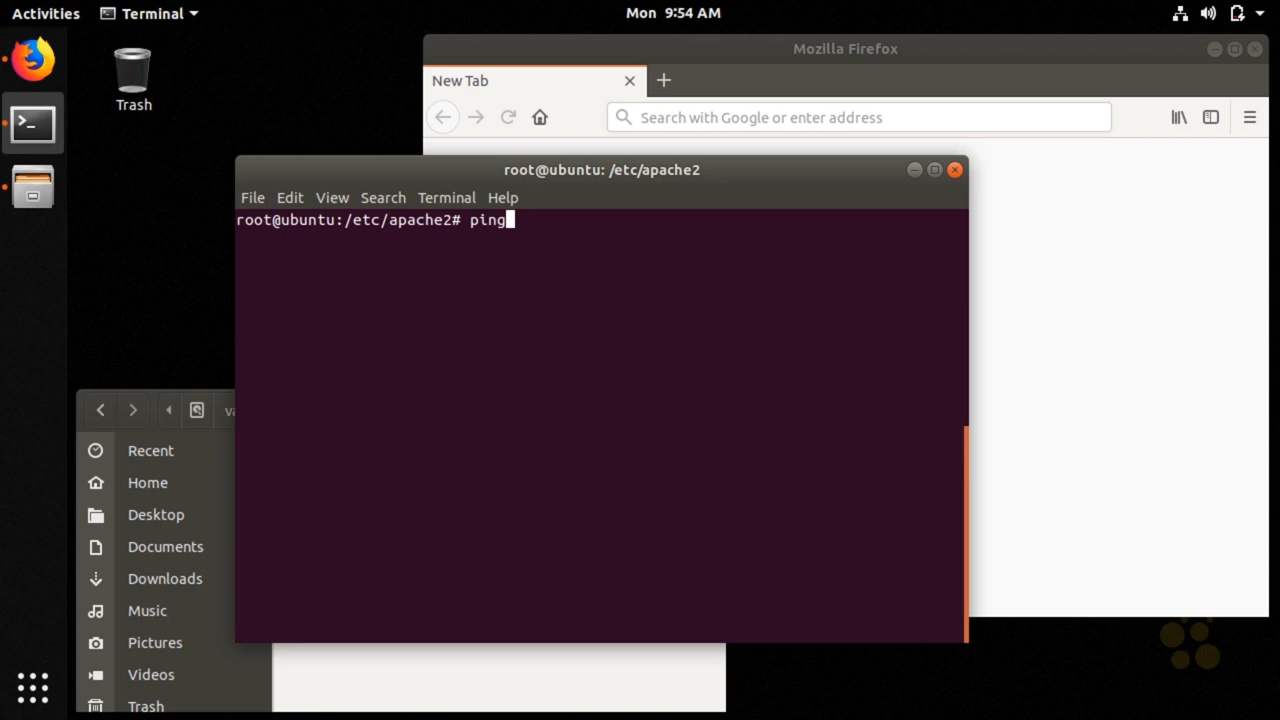 Activities
Terminal
Mon 9:54 AM
Trash
Mozilla Firefox
New Tab
Search with Google or enter address
root@ubuntu: /etc/apache2
File Edit View Search Terminal Help
root@ubuntu:/etc/apache2# ping
Recent
Home
Desktop
Documents
Downloads
Music
Pictures
Videos
Trash